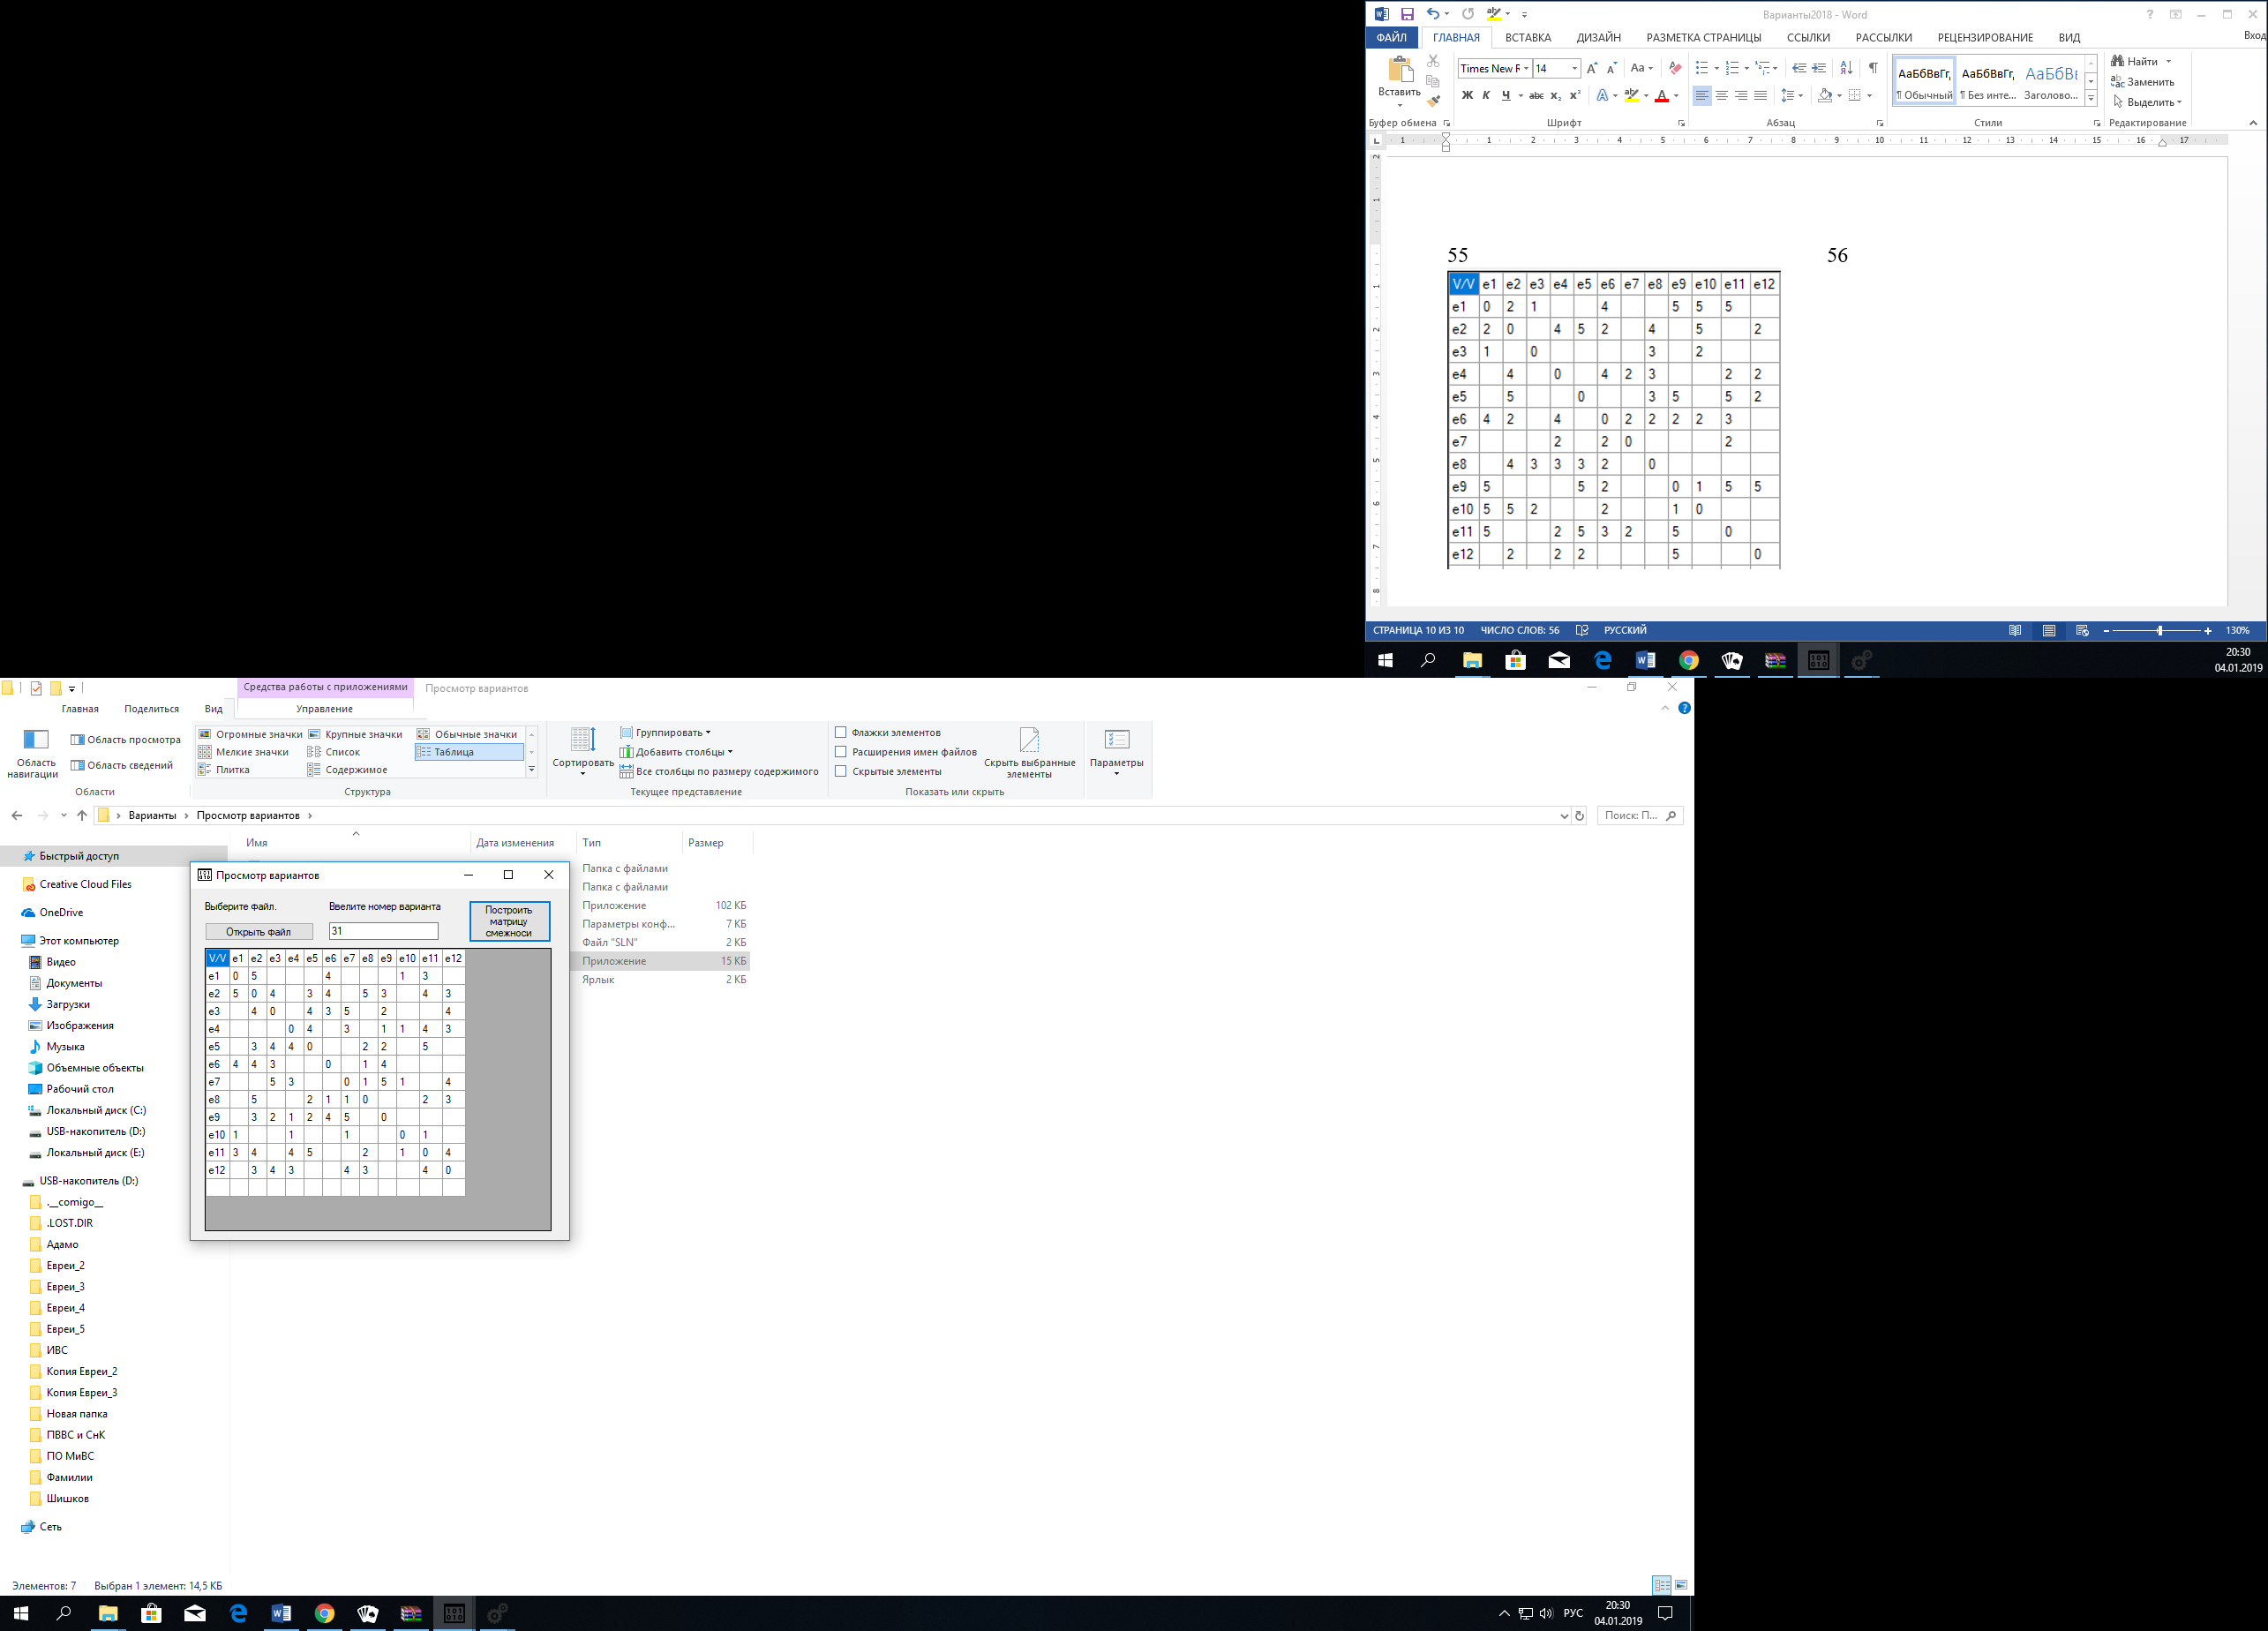 Варианты2018 - Word
ФАЙЛ ГЛАВНАЯ ВСТАВКА ДИЗАЙН РАЗМЕТКА СТРАНИЦЫ ССЫЛКИ РАССЫЛКИ РЕЦЕНЗИРОВАНИЕ ВИД Вход
Вставить
Times New F 14
Ж К Ч abc x₂ x²
АаБбВвГг, АаБбВвГг, АаБбВı
¶ Обычный ¶ Без инте... Заголово...
Найти
Заменить
Выделить
Буфер обмена Шрифт Абзац Стили Редактирование
55 56
V/V e1 e2 e3 e4 e5 e6 e7 e8 e9 e10 e11 e12
e1 0 2 1 4 5 5 5
e2 2 0 4 5 2 4 5 2
e3 1 0 3 2
e4 4 0 4 2 3 2 2
e5 5 0 3 5 5 2
e6 4 2 4 0 2 2 2 2 3
e7 2 2 0 2
e8 4 3 3 3 2 0
e9 5 5 2 0 1 5 5
e10 5 5 2 2 1 0
e11 5 2 5 3 2 5 0
e12 2 2 2 5 0
СТРАНИЦА 10 ИЗ 10 ЧИСЛО СЛОВ: 56 РУССКИЙ 130%
20:30
04.01.2019
Средства работы с приложениями Просмотр вариантов
Главная Поделиться Вид Управление
Область навигации
Область просмотра
Область сведений
Области
Огромные значки Крупные значки Обычные значки
Мелкие значки Список Таблица
Плитка Содержимое
Структура
Сортировать
Группировать
Добавить столбцы
Все столбцы по размеру содержимого
Текущее представление
Флажки элементов
Расширения имен файлов
Скрытые элементы
Скрыть выбранные элементы
Показать или скрыть
Параметры
Варианты Просмотр вариантов
Поиск: П...
Имя Дата изменения Тип Размер
Папка с файлами
Папка с файлами
Приложение 102 КБ
Параметры конф... 7 КБ
Файл "SLN" 2 КБ
Приложение 15 КБ
Ярлык 2 КБ
Быстрый доступ
Creative Cloud Files
OneDrive
Этот компьютер
Видео
Документы
Загрузки
Изображения
Музыка
Объемные объекты
Рабочий стол
Локальный диск (C:)
USB-накопитель (D:)
Локальный диск (E:)
USB-накопитель (D:)
.__comigo__
.LOST.DIR
Адамо
Евреи_2
Евреи_3
Евреи_4
Евреи_5
ИВС
Копия Евреи_2
Копия Евреи_3
Новая папка
ПВВС и СнК
ПО МиВС
Фамилии
Шишков
Сеть
Просмотр вариантов
Выберите файл.
Ввелите номер варианта
Открыть файл
31
Построить
матрицу
смежноси
V/V e1 e2 e3 e4 e5 e6 e7 e8 e9 e10 e11 e12
e1 0 5 4 1 3
e2 5 0 4 3 4 5 3 4 3
e3 4 0 4 3 5 2 4
e4 0 4 3 1 1 4 3
e5 3 4 4 0 2 2 5
e6 4 4 3 0 1 4
e7 5 3 0 1 5 1 4
e8 5 2 1 1 0 2 3
e9 3 2 1 2 4 5 0
e10 1 1 1 0 1
e11 3 4 4 5 2 1 0 4
e12 3 4 3 4 3 4 0
Элементов: 7 Выбран 1 элемент: 14,5 КБ
РУС
20:30
04.01.2019